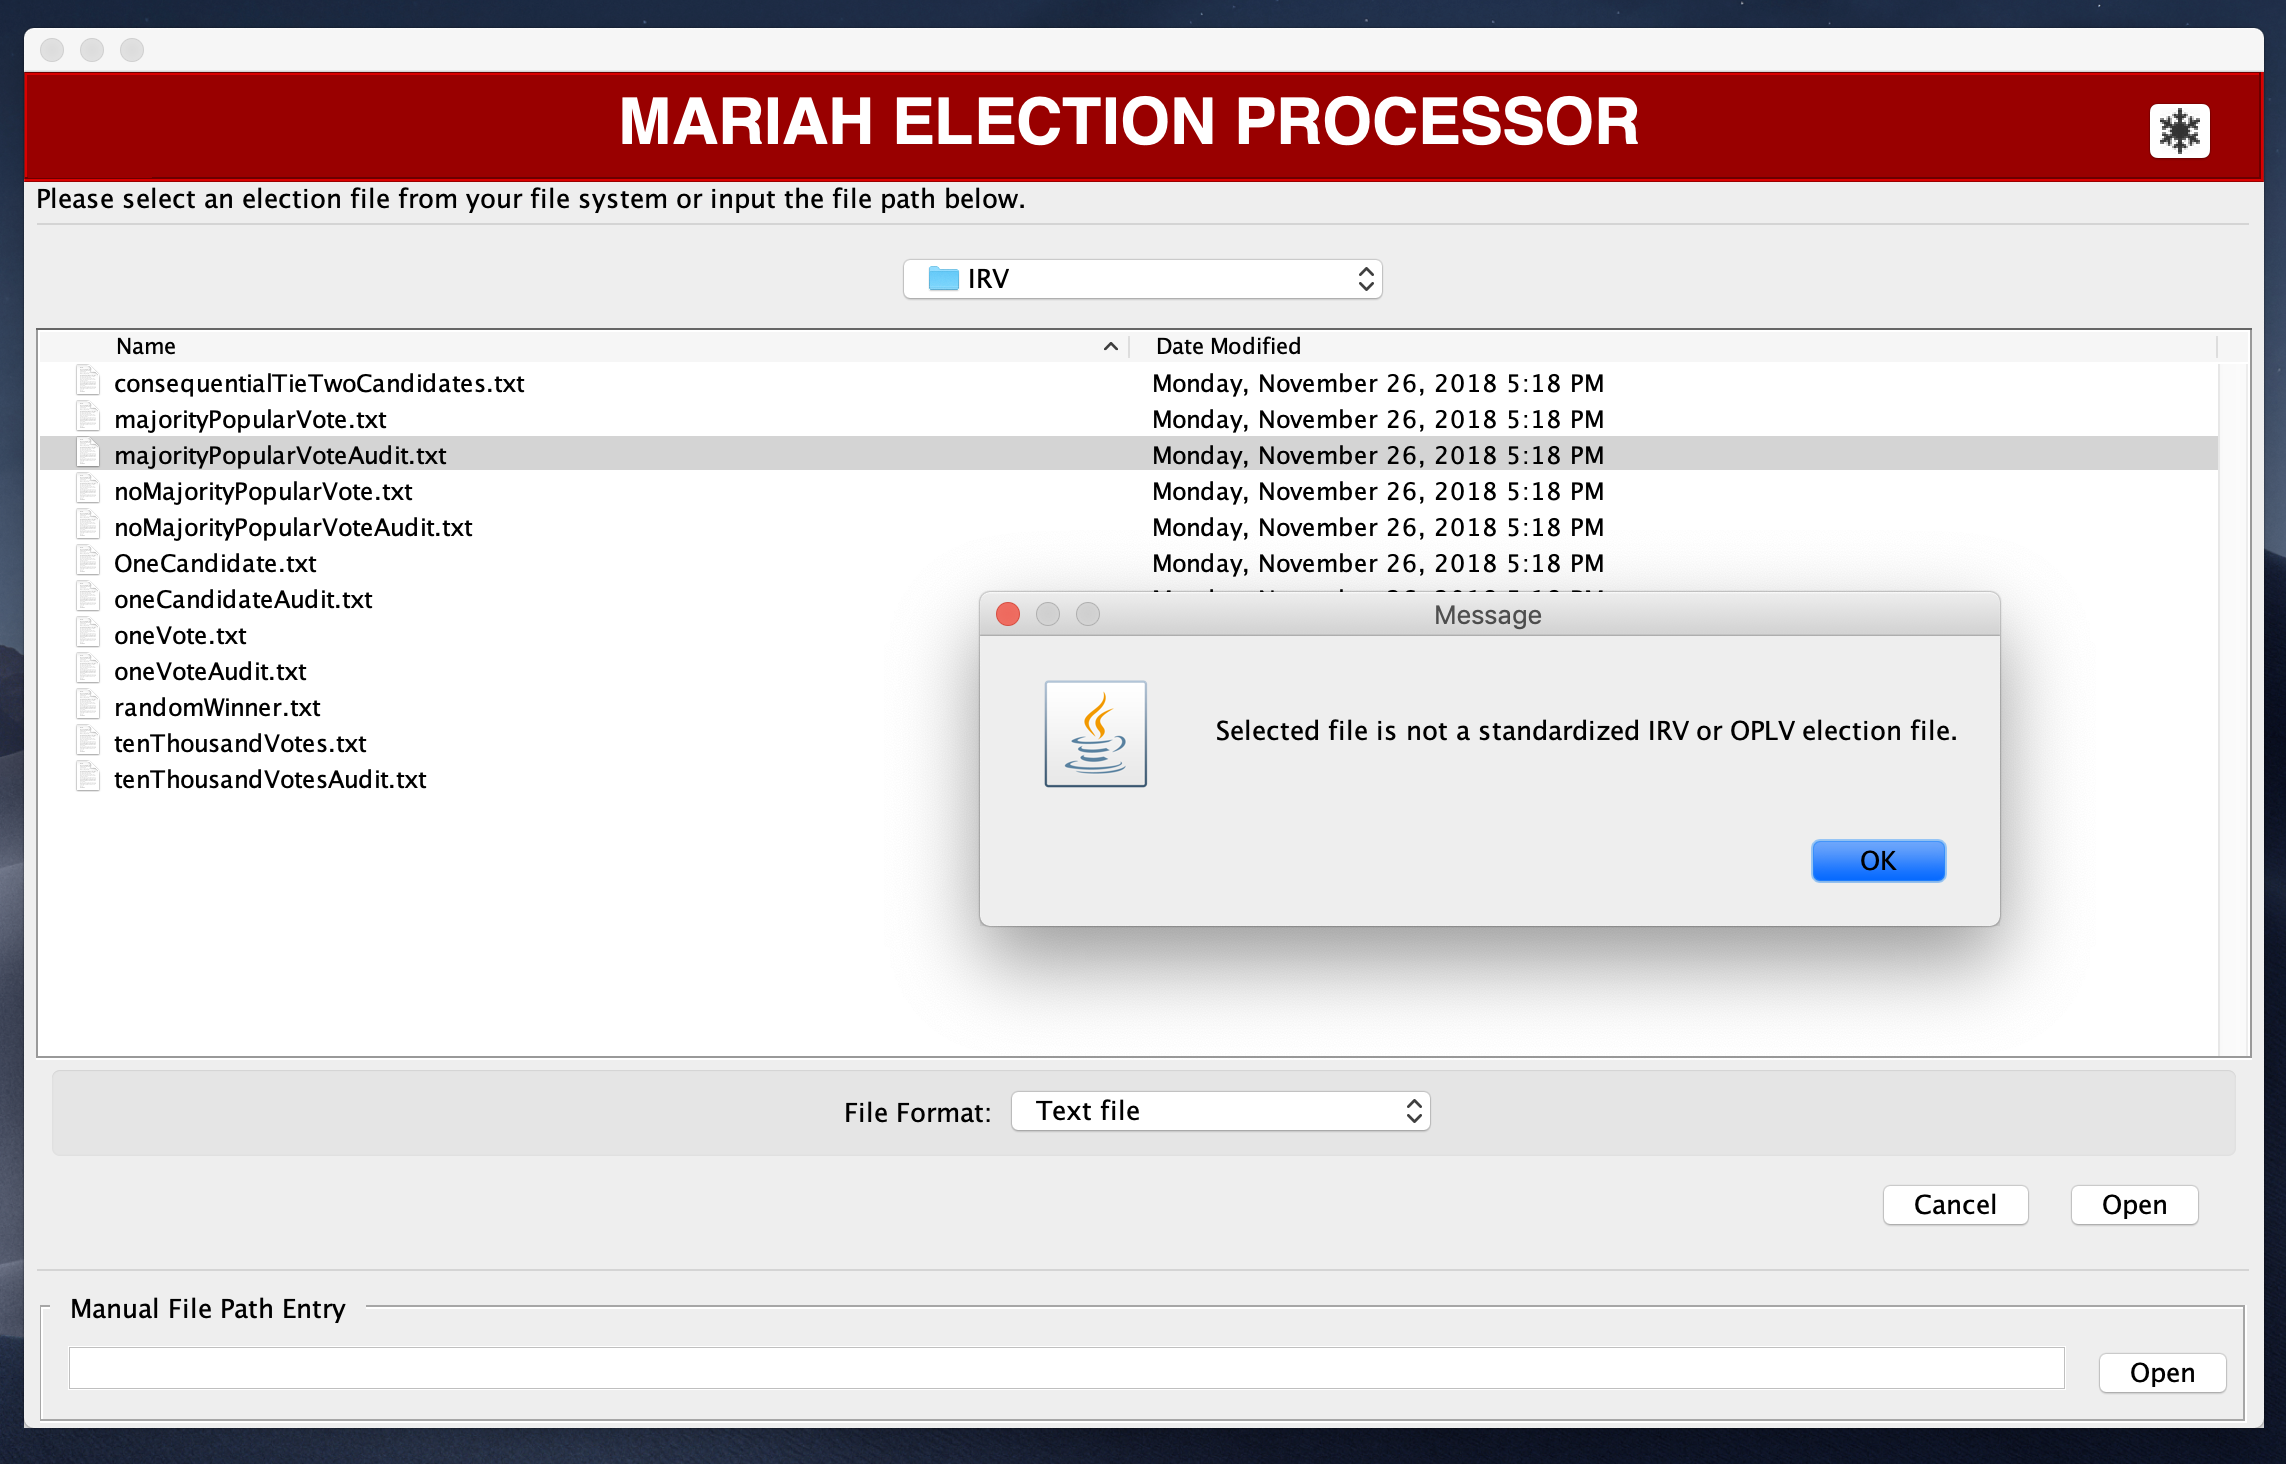 MARIAH ELECTION PROCESSOR
Please select an election file from your file system or input the file path below.
IRV
Name Date Modified
consequentialTieTwoCandidates.txt Monday, November 26, 2018 5:18 PM
majorityPopularVote.txt Monday, November 26, 2018 5:18 PM
majorityPopularVoteAudit.txt Monday, November 26, 2018 5:18 PM
noMajorityPopularVote.txt Monday, November 26, 2018 5:18 PM
noMajorityPopularVoteAudit.txt Monday, November 26, 2018 5:18 PM
OneCandidate.txt Monday, November 26, 2018 5:18 PM
oneCandidateAudit.txt
oneVote.txt
oneVoteAudit.txt
randomWinner.txt
tenThousandVotes.txt
tenThousandVotesAudit.txt
Message
Selected file is not a standardized IRV or OPLV election file.
OK
File Format: Text file
Cancel Open
Manual File Path Entry
Open